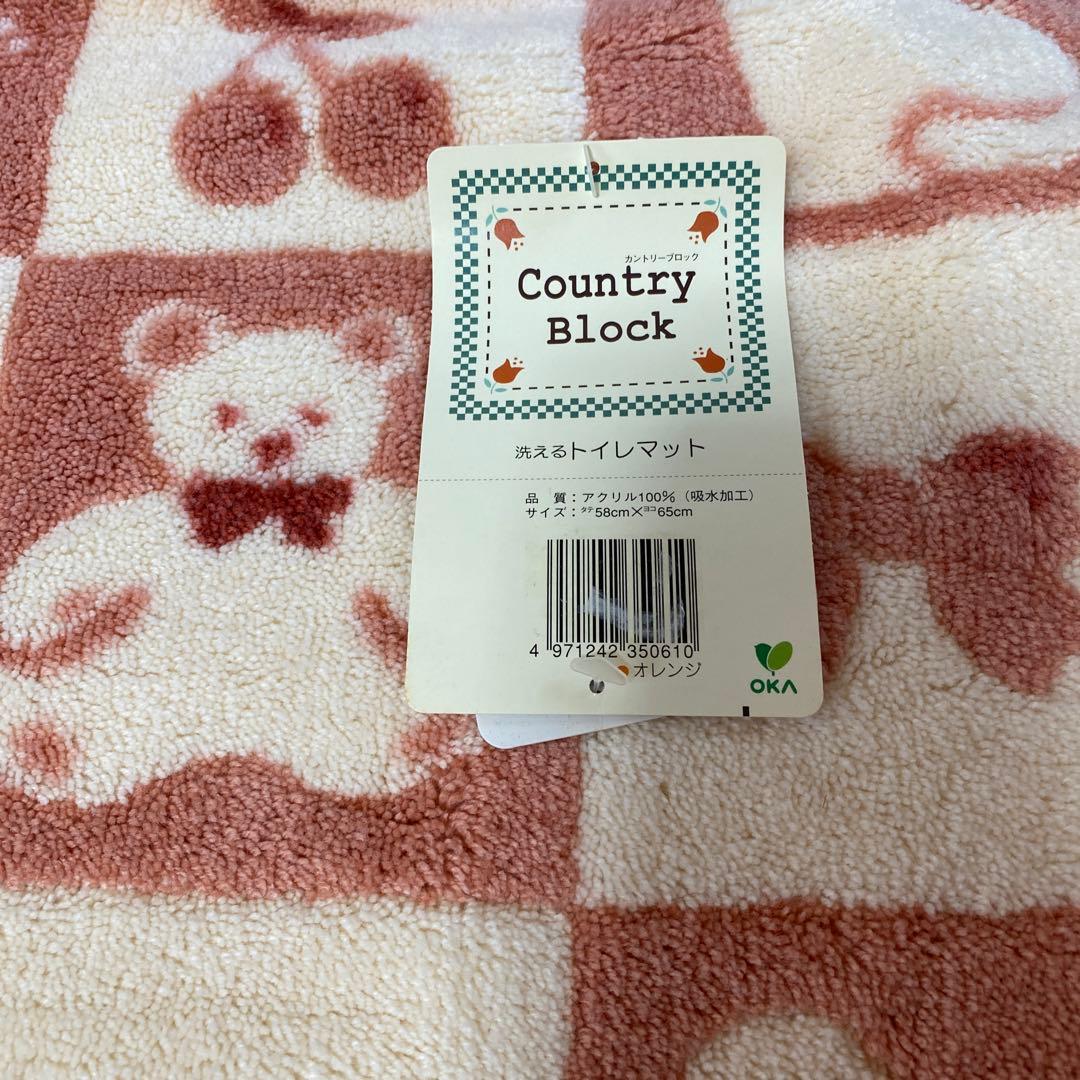 カントリーブロック
Country
Block
洗えるトイレマット
品　質：アクリル100%（吸水加工）
サイズ：タテ58cm×ヨコ65cm
4 971242 350610
オレンジ
OKA